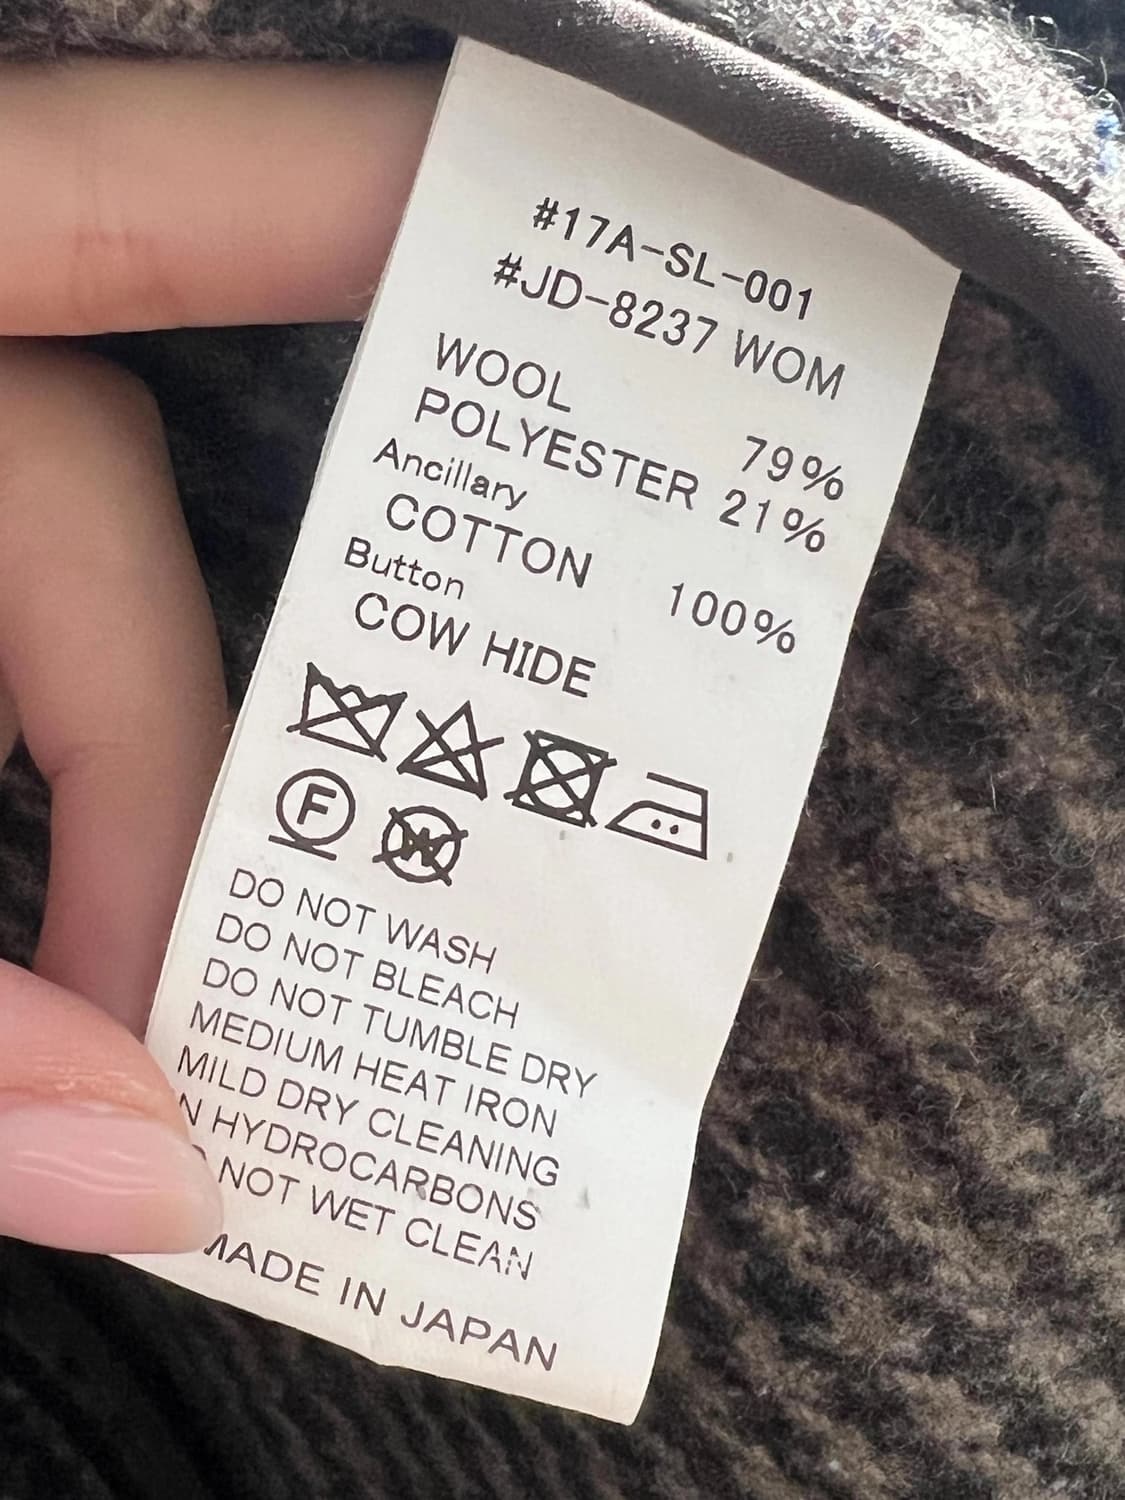 #17A-SL-001
#JD-8237 WOM
WOOL 79%
POLYESTER 21%
Ancillary
COTTON 100%
Button
COW HIDE
F W
DO NOT WASH
DO NOT BLEACH
DO NOT TUMBLE DRY
MEDIUM HEAT IRON
MILD DRY CLEANING
N HYDROCARBONS
NOT WET CLEAN
MADE IN JAPAN